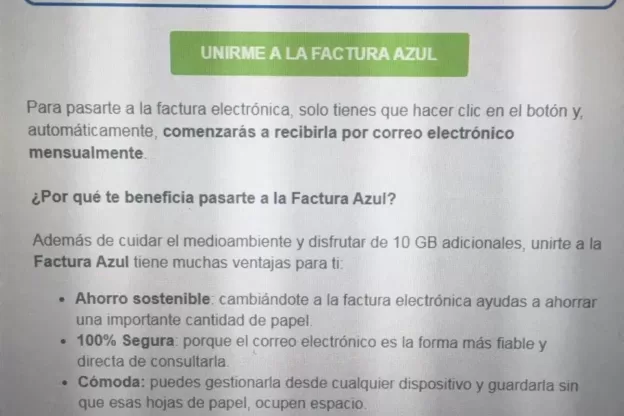 UNIRME A LA FACTURA AZUL
Para pasarte a la factura electrónica, solo tienes que hacer clic en el botón y,
automáticamente, comenzarás a recibirla por correo electrónico
mensualmente.
¿Por qué te beneficia pasarte a la Factura Azul?
Además de cuidar el medioambiente y disfrutar de 10 GB adicionales, unirte a la
Factura Azul tiene muchas ventajas para ti:
• Ahorro sostenible: cambiándote a la factura electrónica ayudas a ahorrar
una importante cantidad de papel.
• 100% Segura: porque el correo electrónico es la forma más fiable y
directa de consultarla.
• Cómoda: puedes gestionarla desde cualquier dispositivo y guardarla sin
que esas hojas de papel, ocupen espacio.